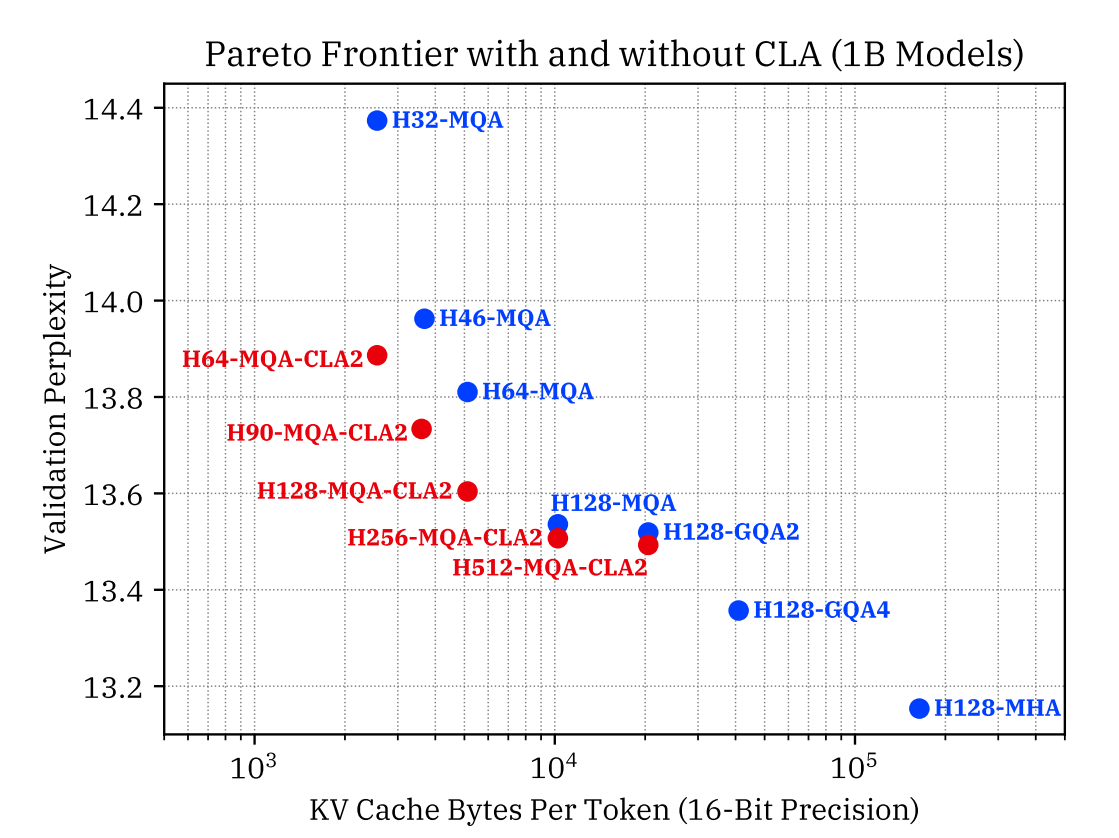 Pareto Frontier with and without CLA (1B Models)
14.4
H32-MQA
14.2
14.0
H46-MQA
H64-MQA-CLA2
13.8
H64-MQA
H90-MQA-CLA2
13.6
H128-MQA-CLA2
H128-MQA
H256-MQA-CLA2
H128-GQA2
H512-MQA-CLA2
13.4
H128-GQA4
13.2
H128-MHA
Validation Perplexity
10³ 10⁴ 10⁵
KV Cache Bytes Per Token (16-Bit Precision)